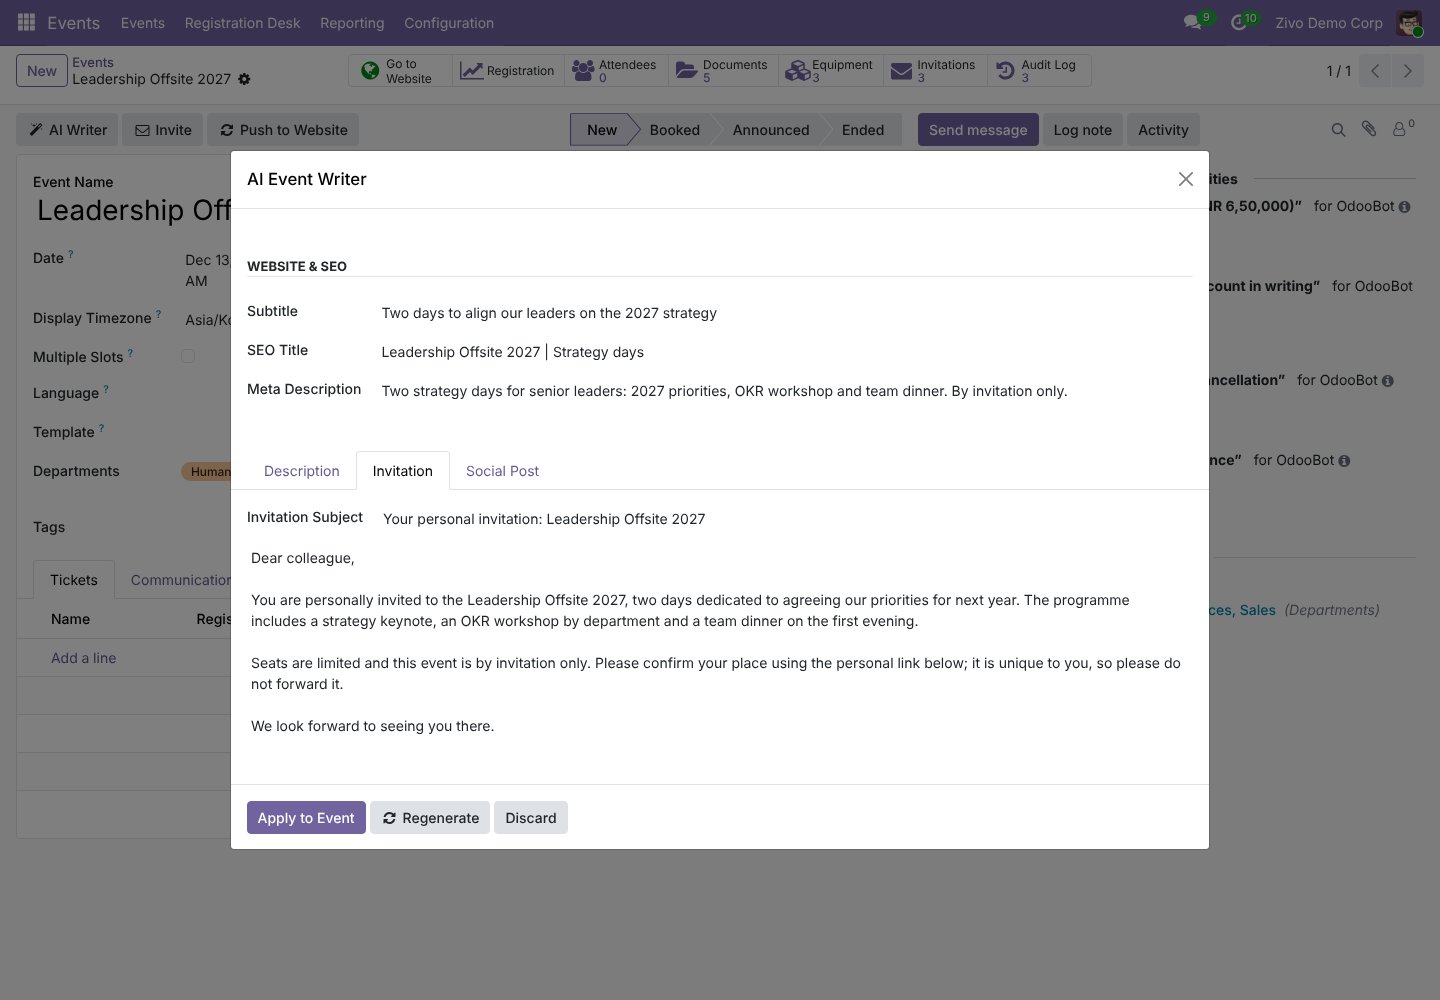 Events
Events
Registration Desk
Reporting
Configuration
9
10
Zivo Demo Corp
New
Events
Leadership Offsite 2027
Go to
Website
Registration
Attendees
0
Documents
5
Equipment
3
Invitations
3
Audit Log
3
1 / 1
AI Writer
Invite
Push to Website
New
Booked
Announced
Ended
Send message
Log note
Activity
0
AI Event Writer
Event Name
Leadership Off
Date ?
Dec 13
AM
Display Timezone ?
Asia/Ko
Multiple Slots ?
Language ?
Template ?
Departments
Human
Tags
Tickets
Communication
Name
Regis
Add a line
WEBSITE & SEO
Subtitle
Two days to align our leaders on the 2027 strategy
SEO Title
Leadership Offsite 2027 | Strategy days
Meta Description
Two strategy days for senior leaders: 2027 priorities, OKR workshop and team dinner. By invitation only.
Description
Invitation
Social Post
Invitation Subject
Your personal invitation: Leadership Offsite 2027
Dear colleague,
You are personally invited to the Leadership Offsite 2027, two days dedicated to agreeing our priorities for next year. The programme
includes a strategy keynote, an OKR workshop by department and a team dinner on the first evening.
Seats are limited and this event is by invitation only. Please confirm your place using the personal link below; it is unique to you, so please do
not forward it.
We look forward to seeing you there.
Apply to Event
Regenerate
Discard
ities
NR 6,50,000)” for OdooBot
count in writing” for OdooBot
ncellation” for OdooBot
nce” for OdooBot
ces, Sales (Departments)